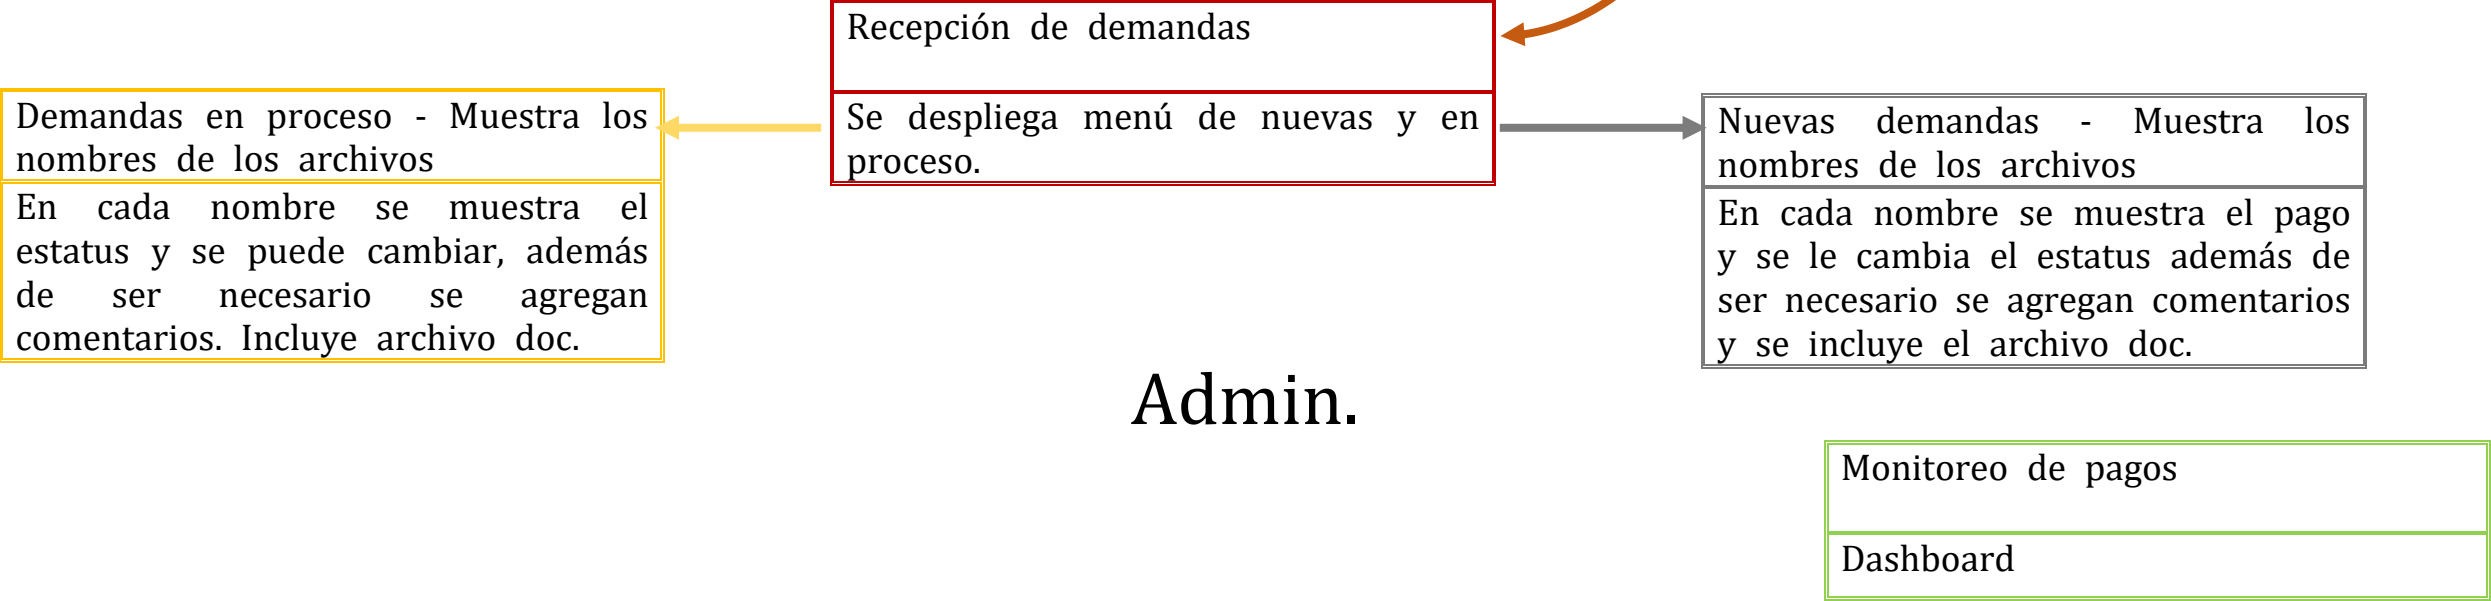 Recepción de demandas
Se despliega menú de nuevas y en
proceso.
Demandas en proceso - Muestra los
nombres de los archivos
En cada nombre se muestra el
estatus y se puede cambiar, además
de ser necesario se agregan
comentarios. Incluye archivo doc.
Nuevas demandas - Muestra los
nombres de los archivos
En cada nombre se muestra el pago
y se le cambia el estatus además de
ser necesario se agregan comentarios
y se incluye el archivo doc.
Admin.
Monitoreo de pagos
Dashboard